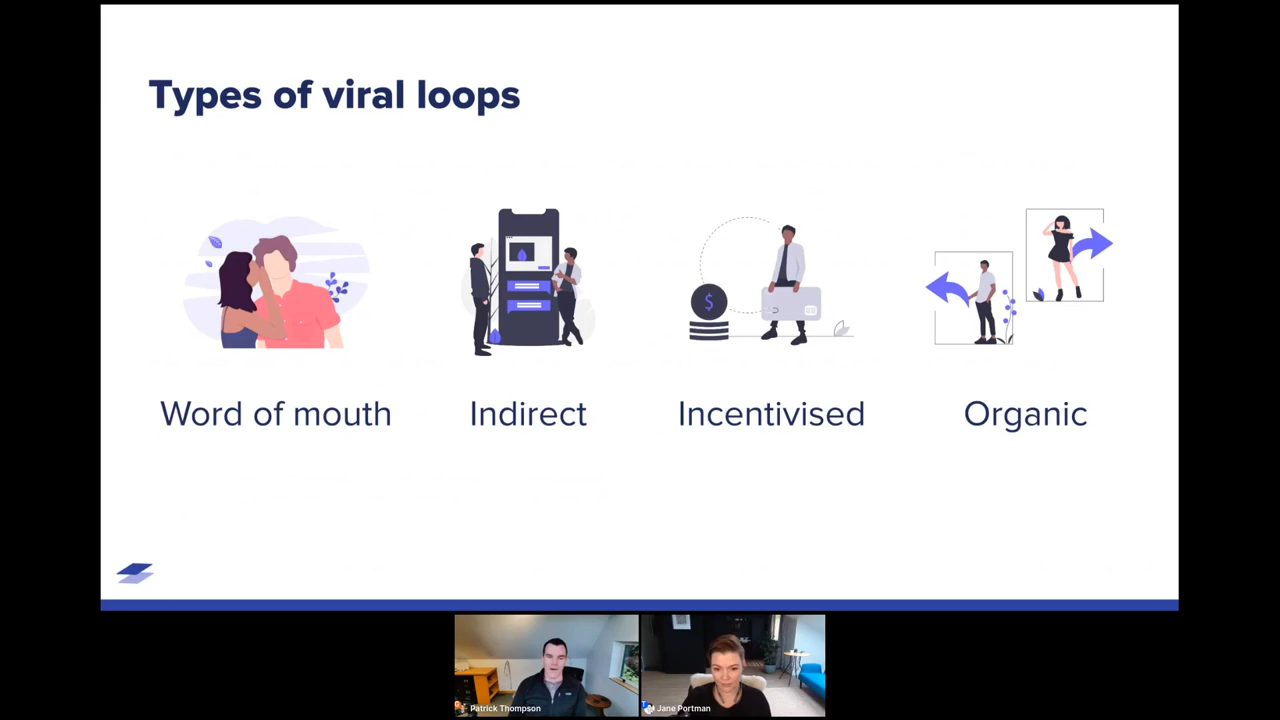 Types of viral loops
Word of mouth
Indirect
Incentivised
Organic
$
Patrick Thompson
Jane Portman